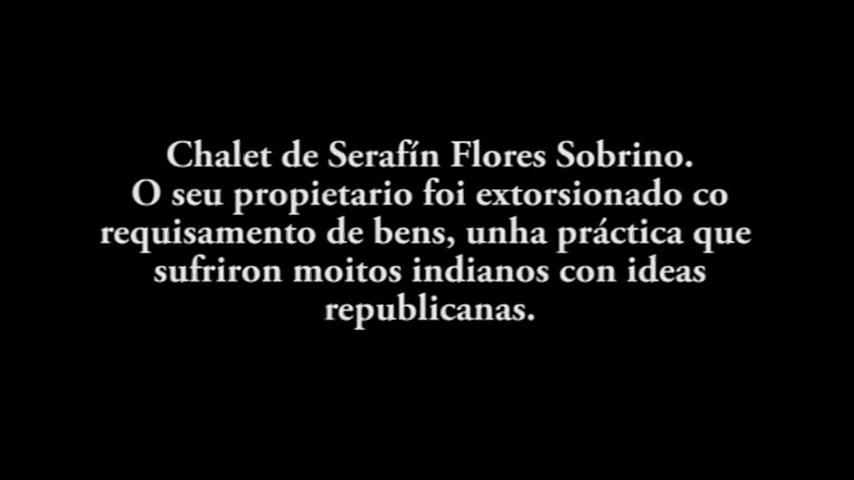 Chalet de Serafín Flores Sobrino.
O seu propietario foi extorsionado co
requisamento de bens, unha práctica que
sufriron moitos indianos con ideas
republicanas.